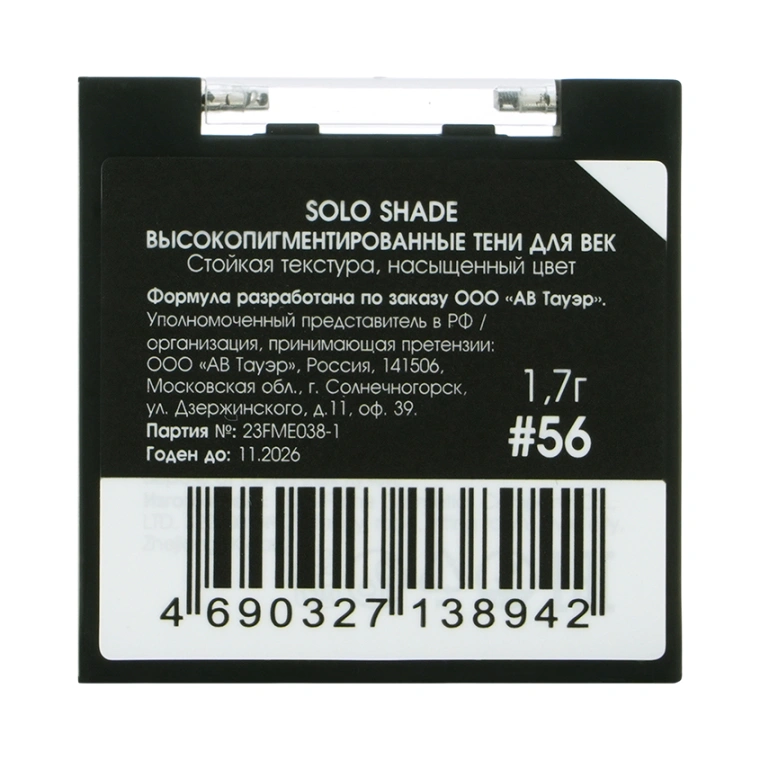 SOLO SHADE
ВЫСОКОПИГМЕНТИРОВАННЫЕ ТЕНИ ДЛЯ ВЕК
Стойкая текстура, насыщенный цвет
Формула разработана по заказу ООО «АВ Тауэр».
Уполномоченный представитель в РФ /
организация, принимающая претензии:
ООО «АВ Тауэр», Россия, 141506,
Московская обл., г. Солнечногорск,
ул. Дзержинского, д.11, оф. 39.
Партия №: 23FME038-1
Годен до: 11.2026
1,7г
#56
4 690327 138942